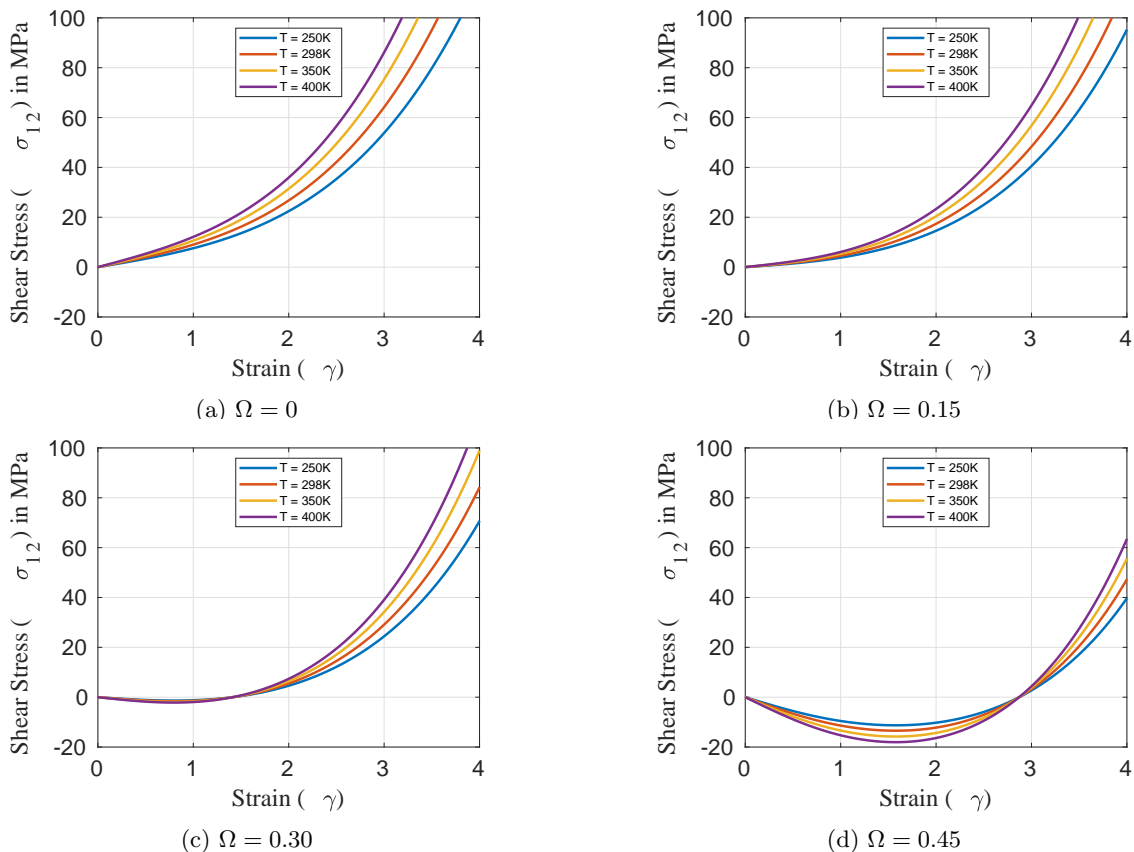 100
80
60
40
20
0
-20
Shear Stress ( σ12 ) in MPa
T = 250K
T = 298K
T = 350K
T = 400K
0 1 2 3 4
Strain ( γ)
(a) Ω = 0
100
80
60
40
20
0
-20
Shear Stress ( σ12 ) in MPa
T = 250K
T = 298K
T = 350K
T = 400K
0 1 2 3 4
Strain ( γ)
(b) Ω = 0.15
100
80
60
40
20
0
-20
Shear Stress ( σ12 ) in MPa
T = 250K
T = 298K
T = 350K
T = 400K
0 1 2 3 4
Strain ( γ)
(c) Ω = 0.30
100
80
60
40
20
0
-20
Shear Stress ( σ12 ) in MPa
T = 250K
T = 298K
T = 350K
T = 400K
0 1 2 3 4
Strain ( γ)
(d) Ω = 0.45